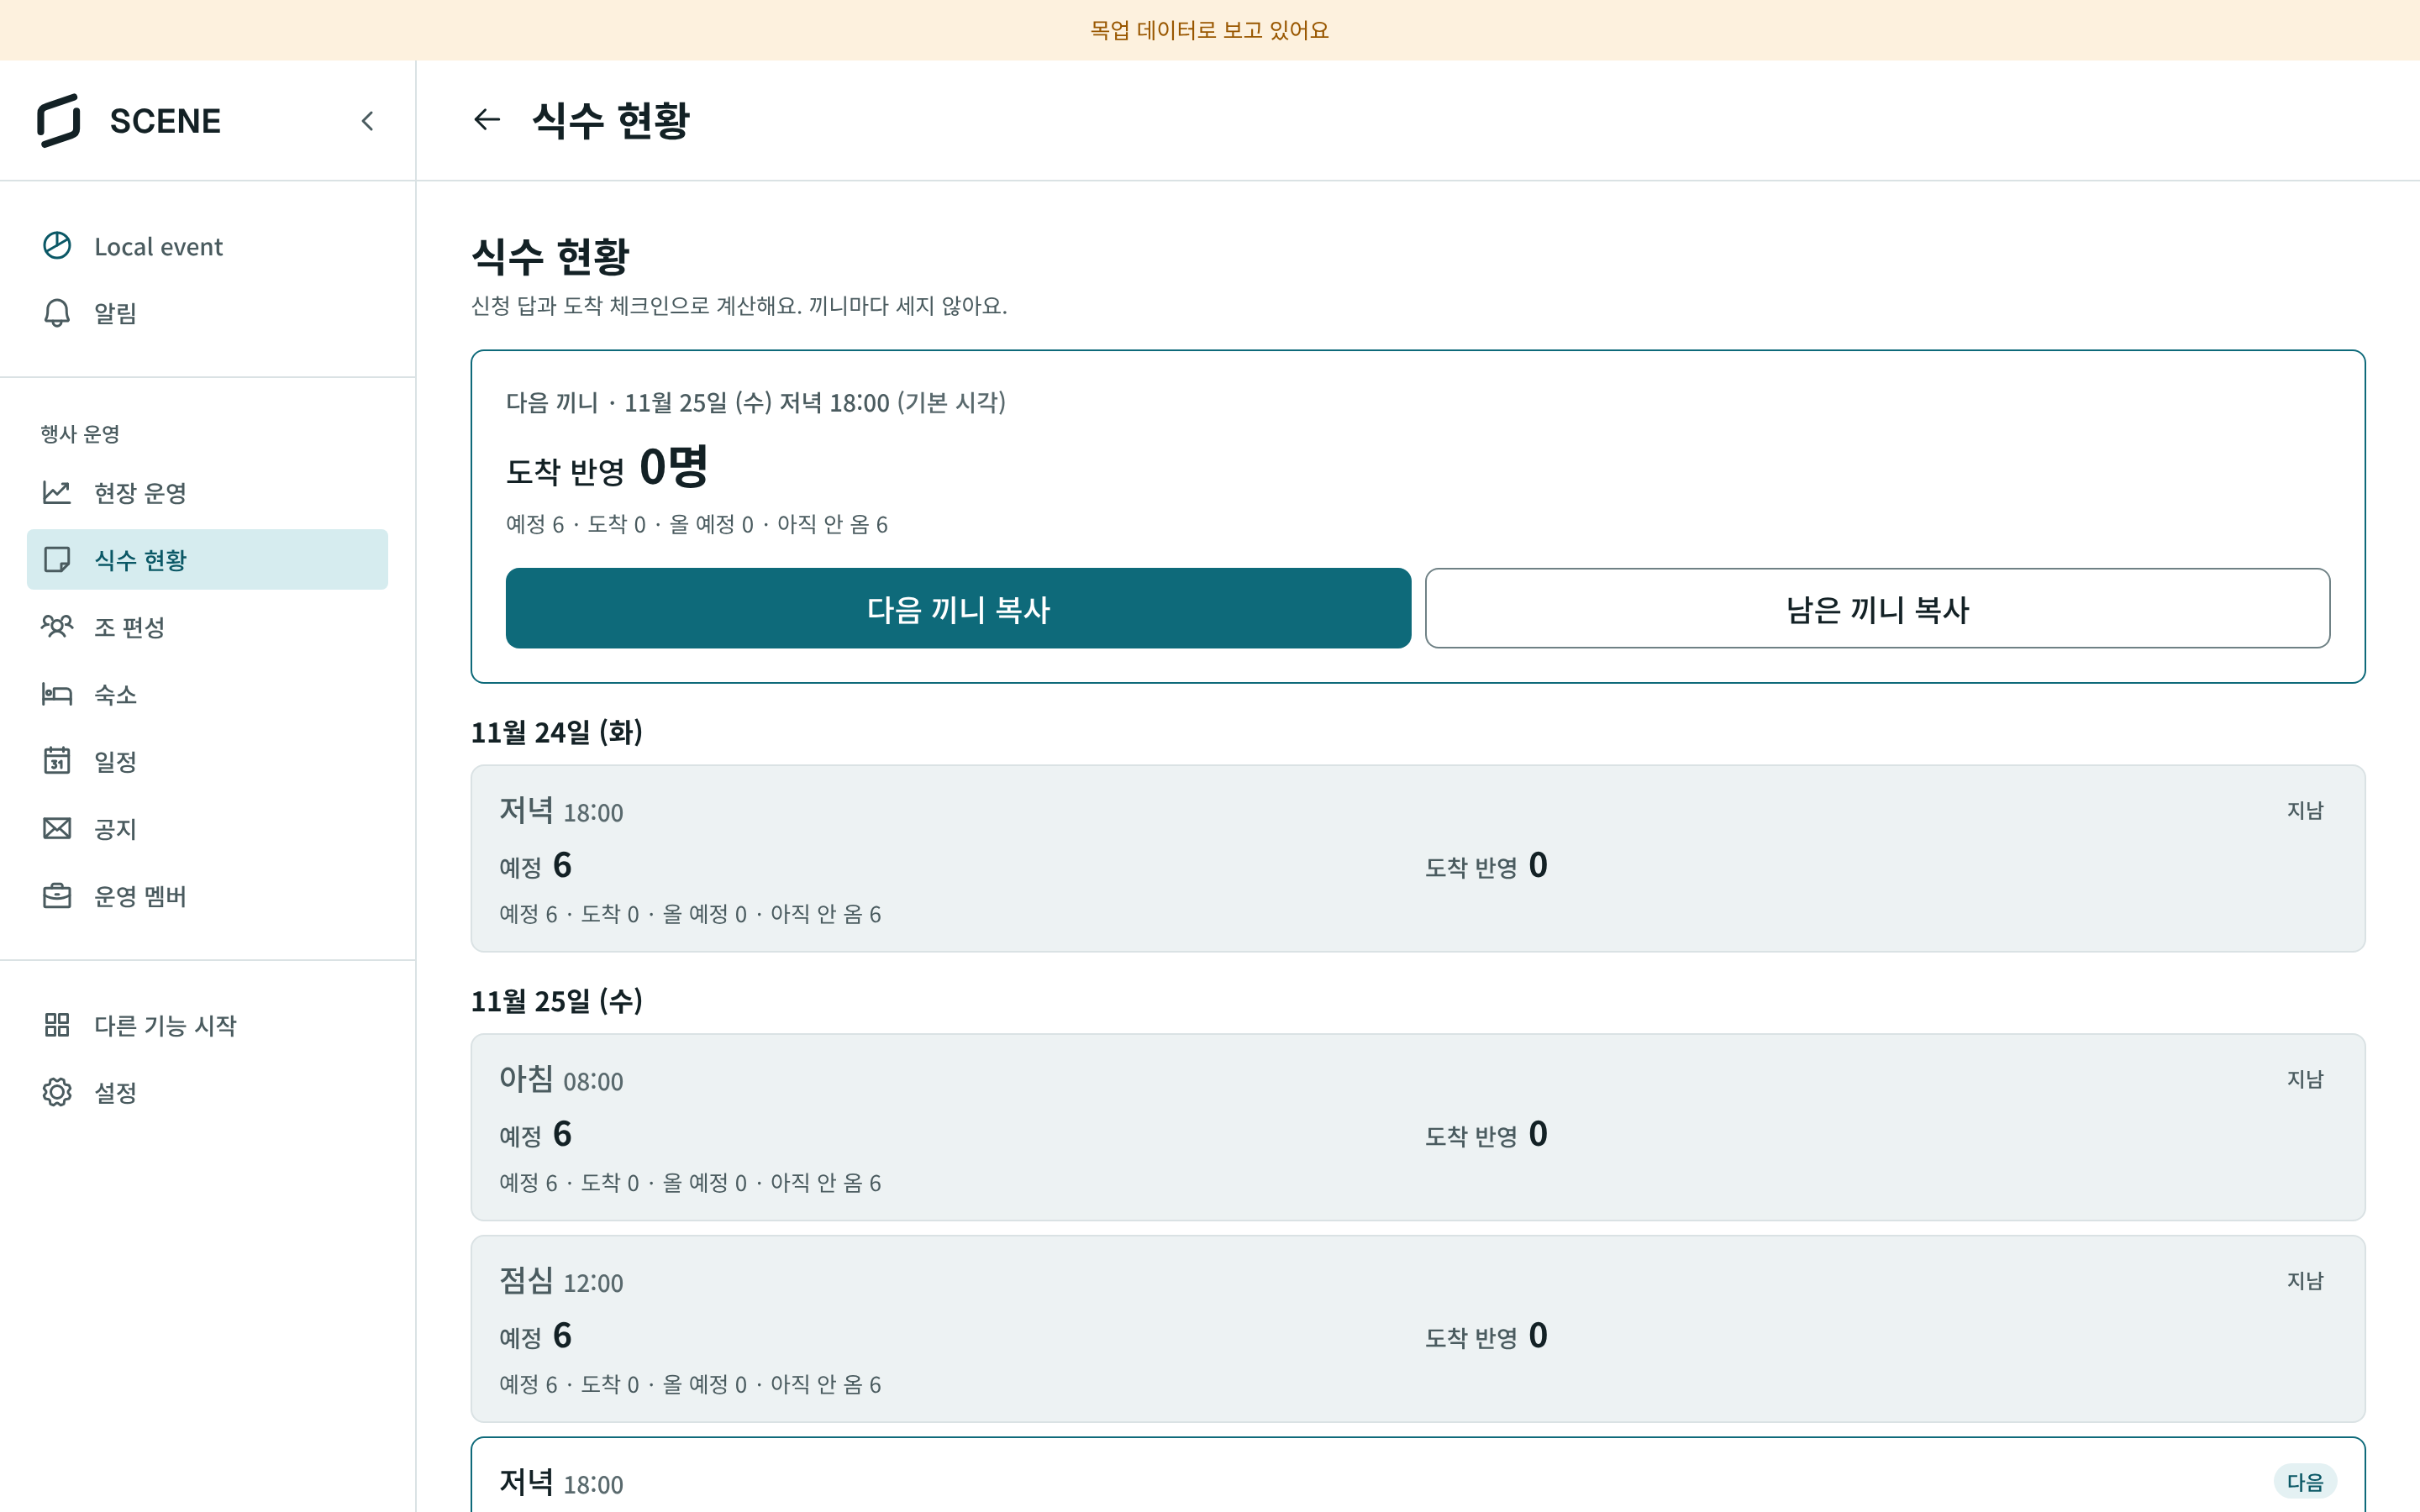 목업 데이터로 보고 있어요
SCENE
식수 현황
Local event
알림
행사 운영
현장 운영
식수 현황
조 편성
숙소
31
일정
공지
운영 멤버
다른 기능 시작
설정
식수 현황
신청 답과 도착 체크인으로 계산해요. 끼니마다 세지 않아요.
다음 끼니 · 11월 25일 (수) 저녁 18:00 (기본 시각)
도착 반영 0명
예정 6 · 도착 0 · 올 예정 0 · 아직 안 옴 6
다음 끼니 복사
남은 끼니 복사
11월 24일 (화)
저녁 18:00
지남
예정 6
도착 반영 0
예정 6 · 도착 0 · 올 예정 0 · 아직 안 옴 6
11월 25일 (수)
아침 08:00
지남
예정 6
도착 반영 0
예정 6 · 도착 0 · 올 예정 0 · 아직 안 옴 6
점심 12:00
지남
예정 6
도착 반영 0
예정 6 · 도착 0 · 올 예정 0 · 아직 안 옴 6
저녁 18:00
다음